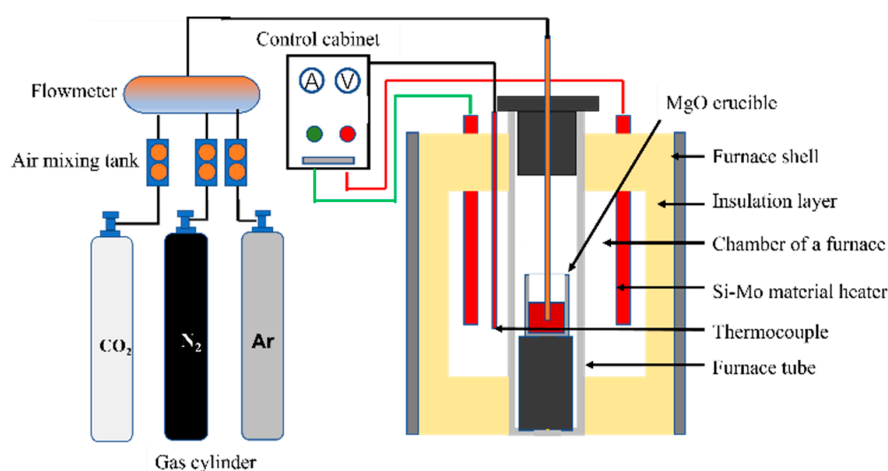 Control cabinet
A V
Flowmeter
Air mixing tank
CO₂
N₂
Ar
Gas cylinder
MgO crucible
Furnace shell
Insulation layer
Chamber of a furnace
Si-Mo material heater
Thermocouple
Furnace tube